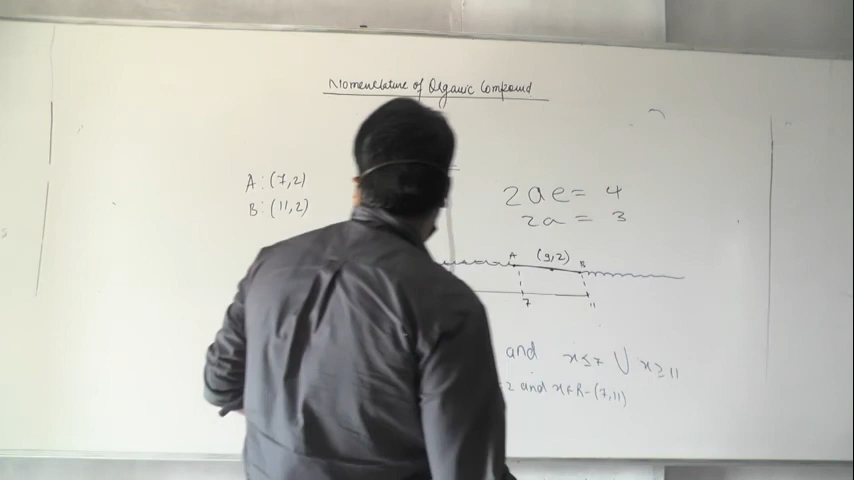 Nomenclature of Organic Compound
A : (7,2)
B : (11,2)
2ae = 4
2a = 3
A (9,2) B
7 11
and x ≤ 7 ∪ x ≥ 11
2 and x ∈ R - (7,11)